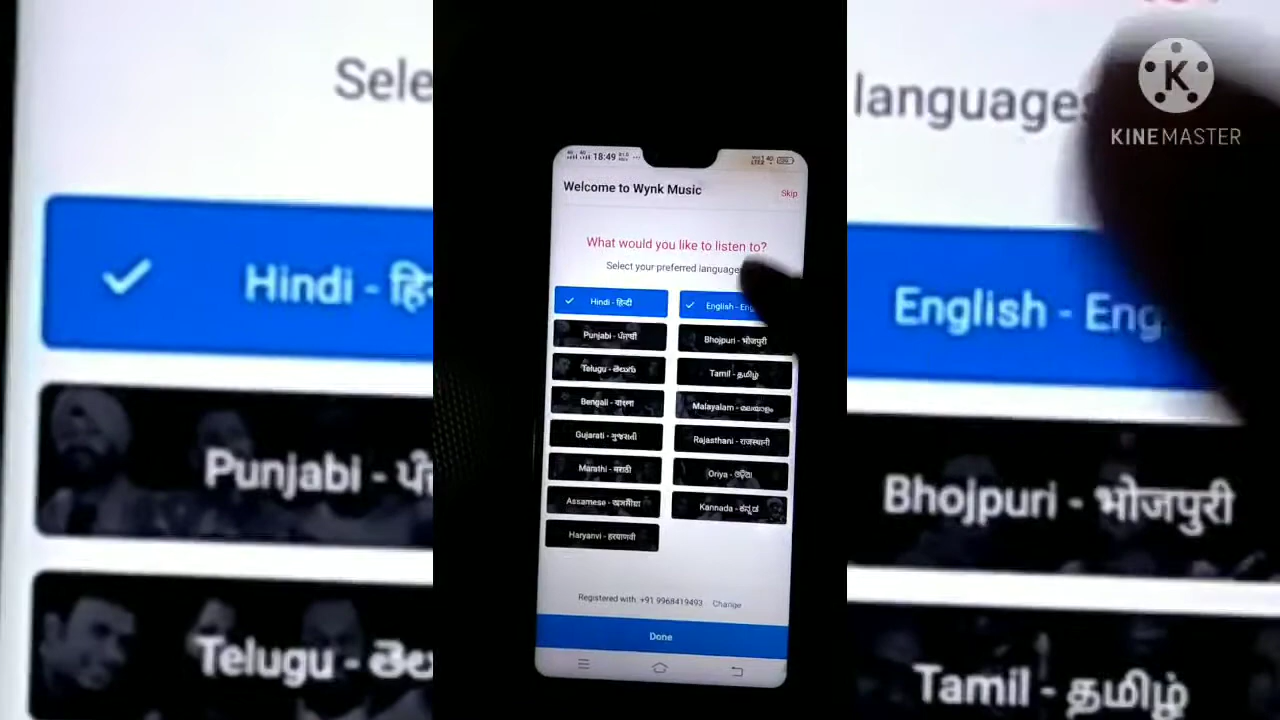 Sele
languages
KINEMASTER
Hindi - हि
English - Eng
Punjabi - पं
Bhojpuri - भोजपुरी
Telugu - తెల
Tamil - தமிழ்
18:49
Welcome to Wynk Music
Skip
What would you like to listen to?
Select your preferred languages
Hindi - हिन्दी
English - Eng
Punjabi - ਪੰਜਾਬੀ
Bhojpuri - भोजपुरी
Telugu - తెలుగు
Tamil - தமிழ்
Bengali - বাংলা
Malayalam - മലയാളം
Gujarati - ગુજરાતી
Rajasthani - राजस्थानी
Marathi - मराठी
Oriya - ଓଡ଼ିଆ
Assamese - অসমীয়া
Kannada - ಕನ್ನಡ
Haryanvi - हरयाणवी
Registered with +91 9968419493 Change
Done